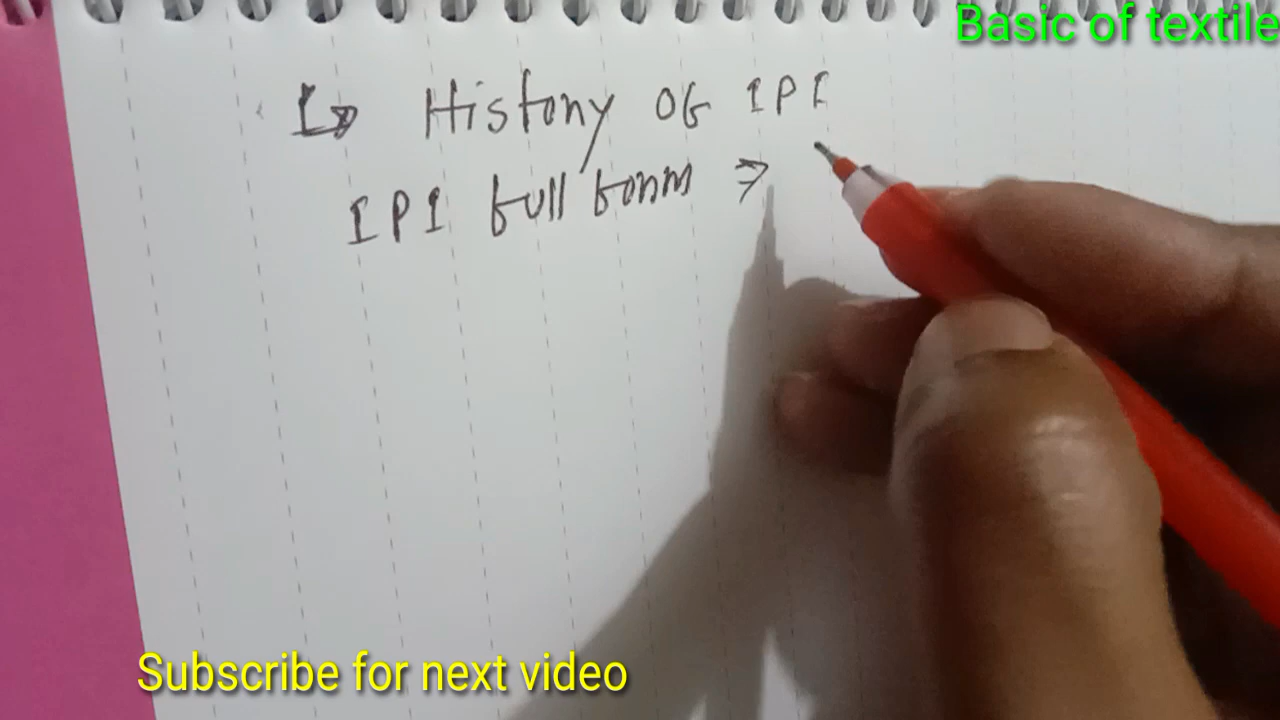 Basic of textile
History of IPI
IPI full form ⇒
Subscribe for next video